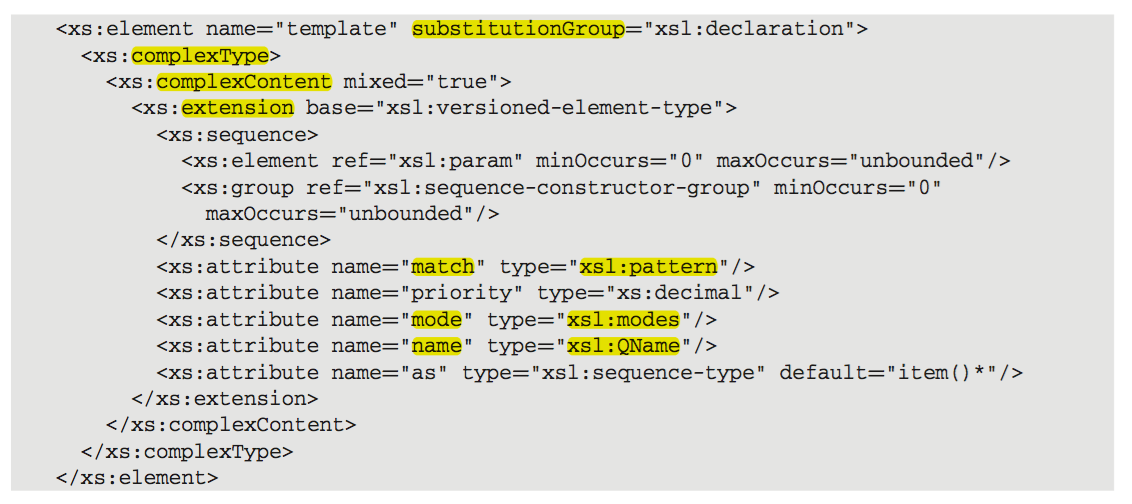 <xs:element name="template" substitutionGroup="xsl:declaration">
<xs:complexType>
<xs:complexContent mixed="true">
<xs:extension base="xsl:versioned-element-type">
<xs:sequence>
<xs:element ref="xsl:param" minOccurs="0" maxOccurs="unbounded"/>
<xs:group ref="xsl:sequence-constructor-group" minOccurs="0"
maxOccurs="unbounded"/>
</xs:sequence>
<xs:attribute name="match" type="xsl:pattern"/>
<xs:attribute name="priority" type="xs:decimal"/>
<xs:attribute name="mode" type="xsl:modes"/>
<xs:attribute name="name" type="xsl:QName"/>
<xs:attribute name="as" type="xsl:sequence-type" default="item()*"/>
</xs:extension>
</xs:complexContent>
</xs:complexType>
</xs:element>